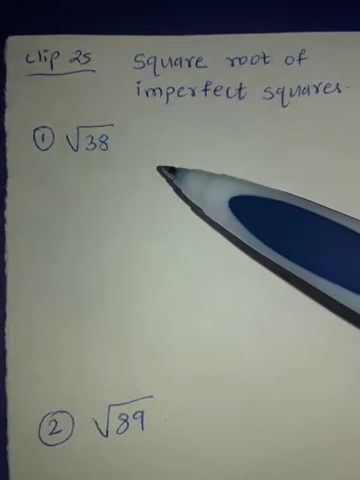 clip 25 Square root of
imperfect squares.
① √38
② √89